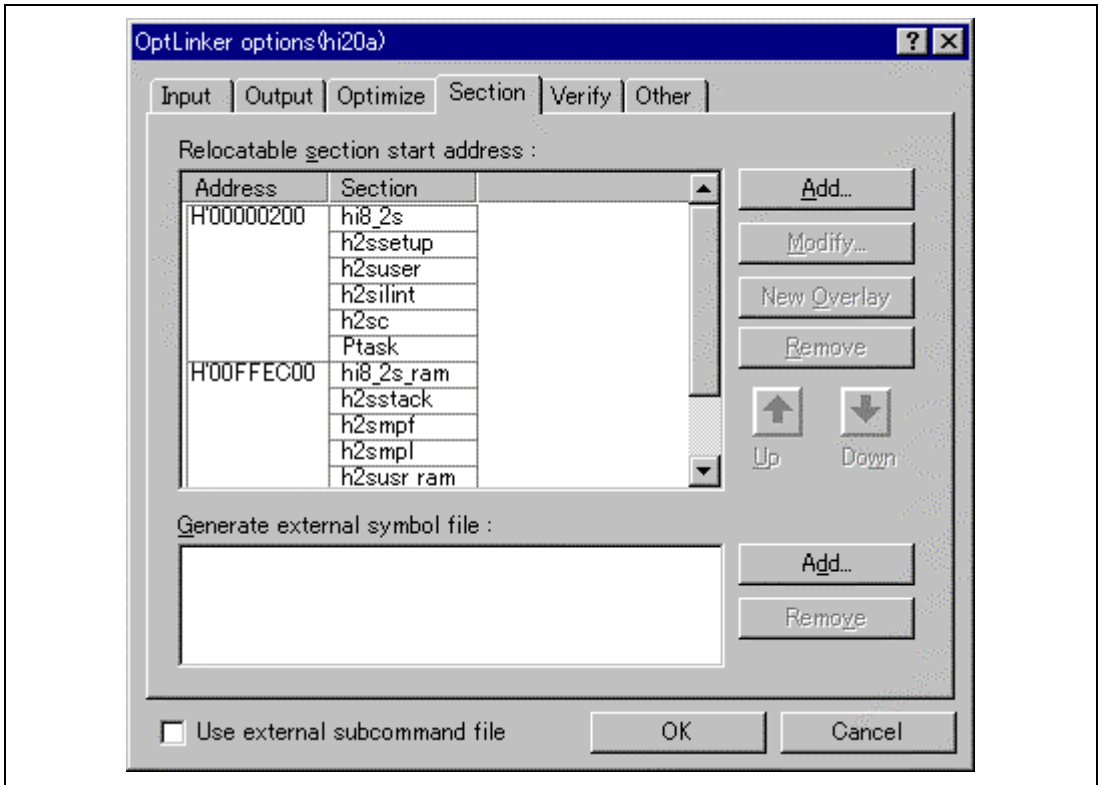 OptLinker options(hi20a)
Input Output Optimize Section Verify Other
Relocatable section start address :
Address Section
H'00000200 hi8_2s
h2ssetup
h2suser
h2silint
h2sc
Ptask
H'00FFEC00 hi8_2s_ram
h2sstack
h2smpf
h2smpl
h2susr_ram
Add...
Modify...
New Overlay
Remove
Up Down
Generate external symbol file :
Add...
Remove
Use external subcommand file
OK Cancel